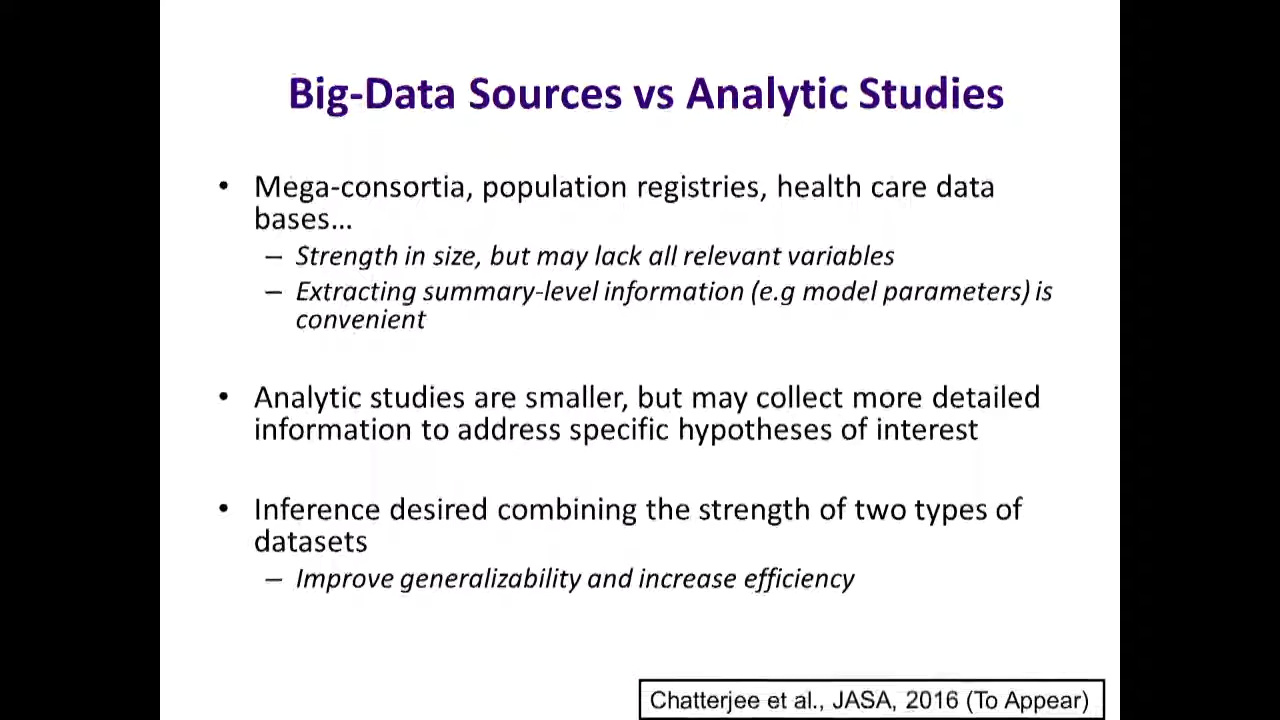 Big-Data Sources vs Analytic Studies
• Mega-consortia, population registries, health care data
bases…
– Strength in size, but may lack all relevant variables
– Extracting summary-level information (e.g model parameters) is
convenient
• Analytic studies are smaller, but may collect more detailed
information to address specific hypotheses of interest
• Inference desired combining the strength of two types of
datasets
– Improve generalizability and increase efficiency
Chatterjee et al., JASA, 2016 (To Appear)